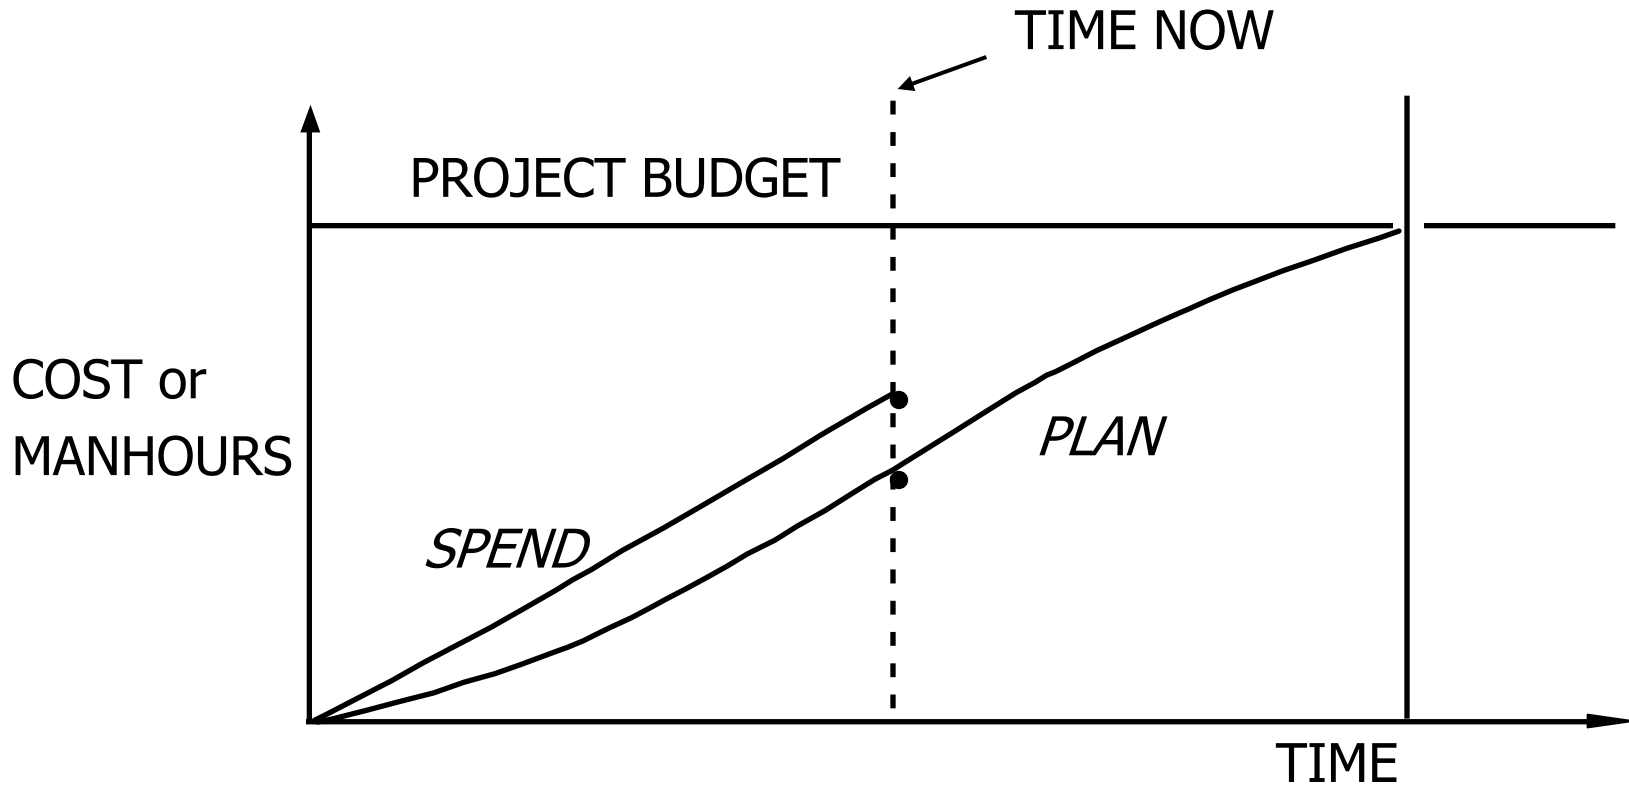 TIME NOW
PROJECT BUDGET
COST or
MANHOURS
PLAN
SPEND
TIME